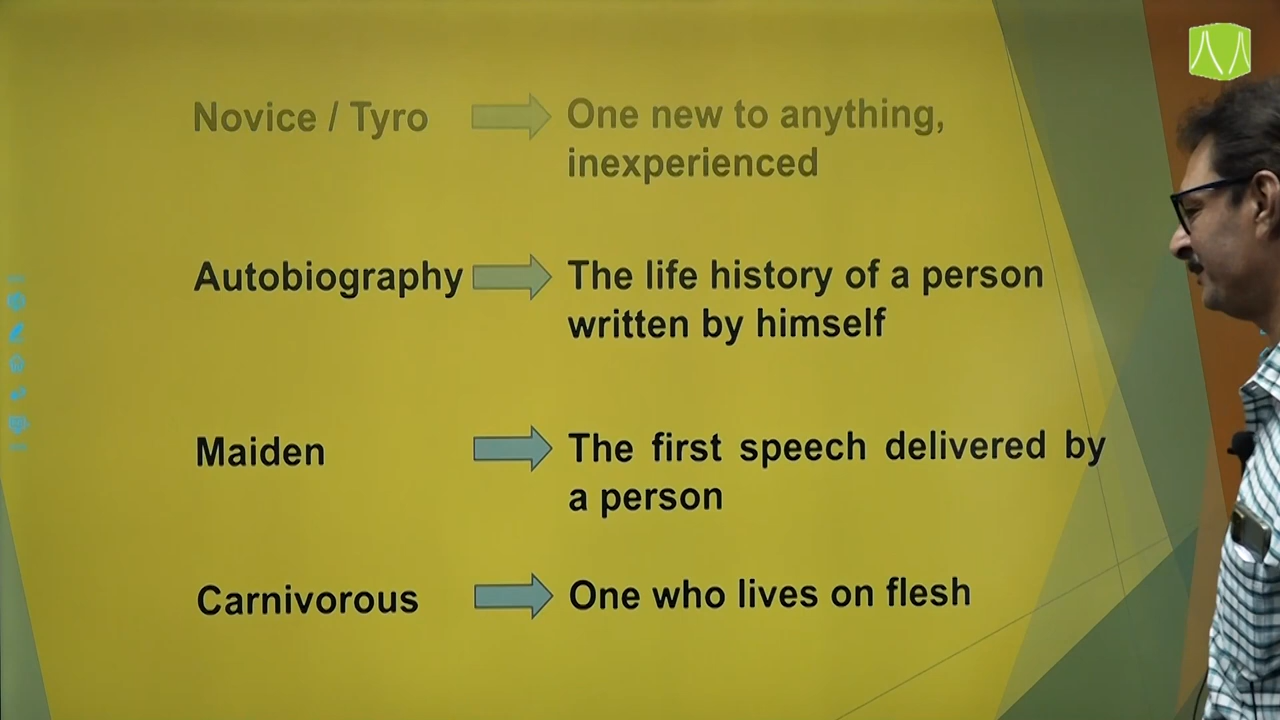 Novice / Tyro One new to anything,
inexperienced
Autobiography The life history of a person
written by himself
Maiden The first speech delivered by
a person
Carnivorous One who lives on flesh